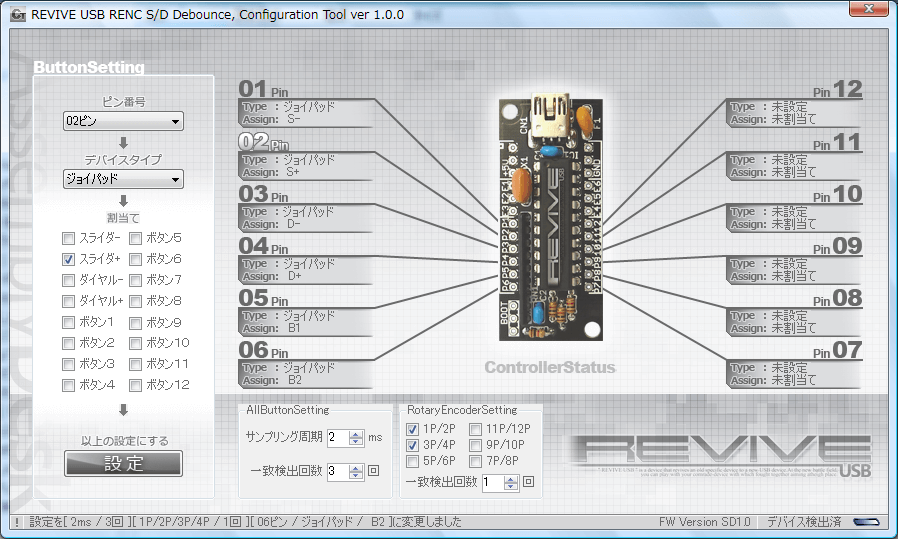 REVIVE USB RENC S/D Debounce, Configuration Tool ver 1.0.0
ButtonSetting
ピン番号
02ピン
デバイスタイプ
ジョイパッド
割当て
スライダー ボタン5
スライダ+ ボタン6
ダイヤル- ボタン7
ダイヤル+ ボタン8
ボタン1 ボタン9
ボタン2 ボタン10
ボタン3 ボタン11
ボタン4 ボタン12
以上の設定にする
設定
01 Pin
Type : ジョイパッド
Assign: S-
02 Pin
Type : ジョイパッド
Assign: S+
03 Pin
Type : ジョイパッド
Assign: D-
04 Pin
Type : ジョイパッド
Assign: D+
05 Pin
Type : ジョイパッド
Assign: B1
06 Pin
Type : ジョイパッド
Assign: B2
CN1
F1
X1
REVIVE USB
BOOT
C2
ControllerStatus
Pin 12
Type : 未設定
Assign: 未割当て
Pin 11
Type : 未設定
Assign: 未割当て
Pin 10
Type : 未設定
Assign: 未割当て
Pin 09
Type : 未設定
Assign: 未割当て
Pin 08
Type : 未設定
Assign: 未割当て
Pin 07
Type : 未設定
Assign: 未割当て
AllButtonSetting
サンプリング周期 2 ms
一致検出回数 3 回
RotaryEncoderSetting
1P/2P 11P/12P
3P/4P 9P/10P
5P/6P 7P/8P
一致検出回数 1 回
REVIVE
USB
! 設定を[ 2ms / 3回 ][ 1P/2P/3P/4P / 1回 ][ 06ピン / ジョイパッド / B2 ]に変更しました
FW Version SD1.0 デバイス検出済